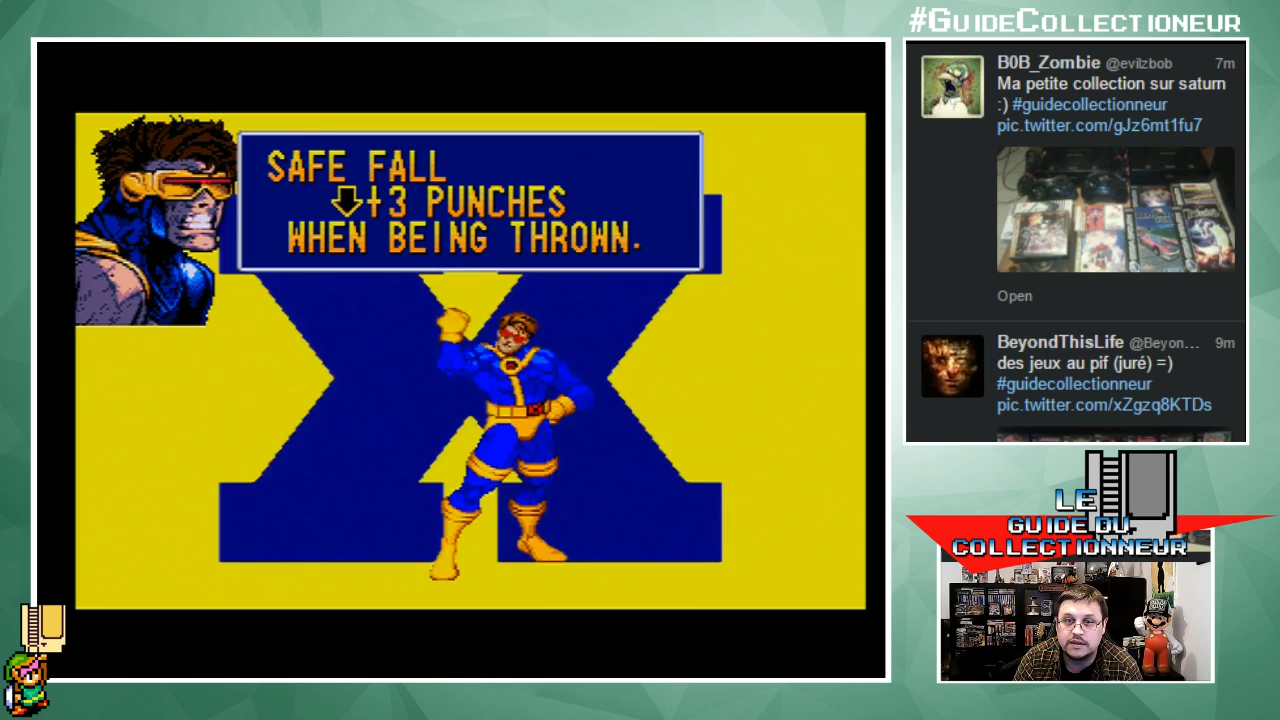 #GUIDECOLLECTIONEUR
SAFE FALL
+3 PUNCHES
WHEN BEING THROWN.
B0B_Zombie @evilzbob 7m
Ma petite collection sur saturn
:) #guidecollectionneur
pic.twitter.com/gJz6mt1fu7
Open
BeyondThisLife @Beyon... 9m
des jeux au pif (juré) =)
#guidecollectionneur
pic.twitter.com/xZgzq8KTDs
LE
GUIDE DU
COLLECTIONNEUR